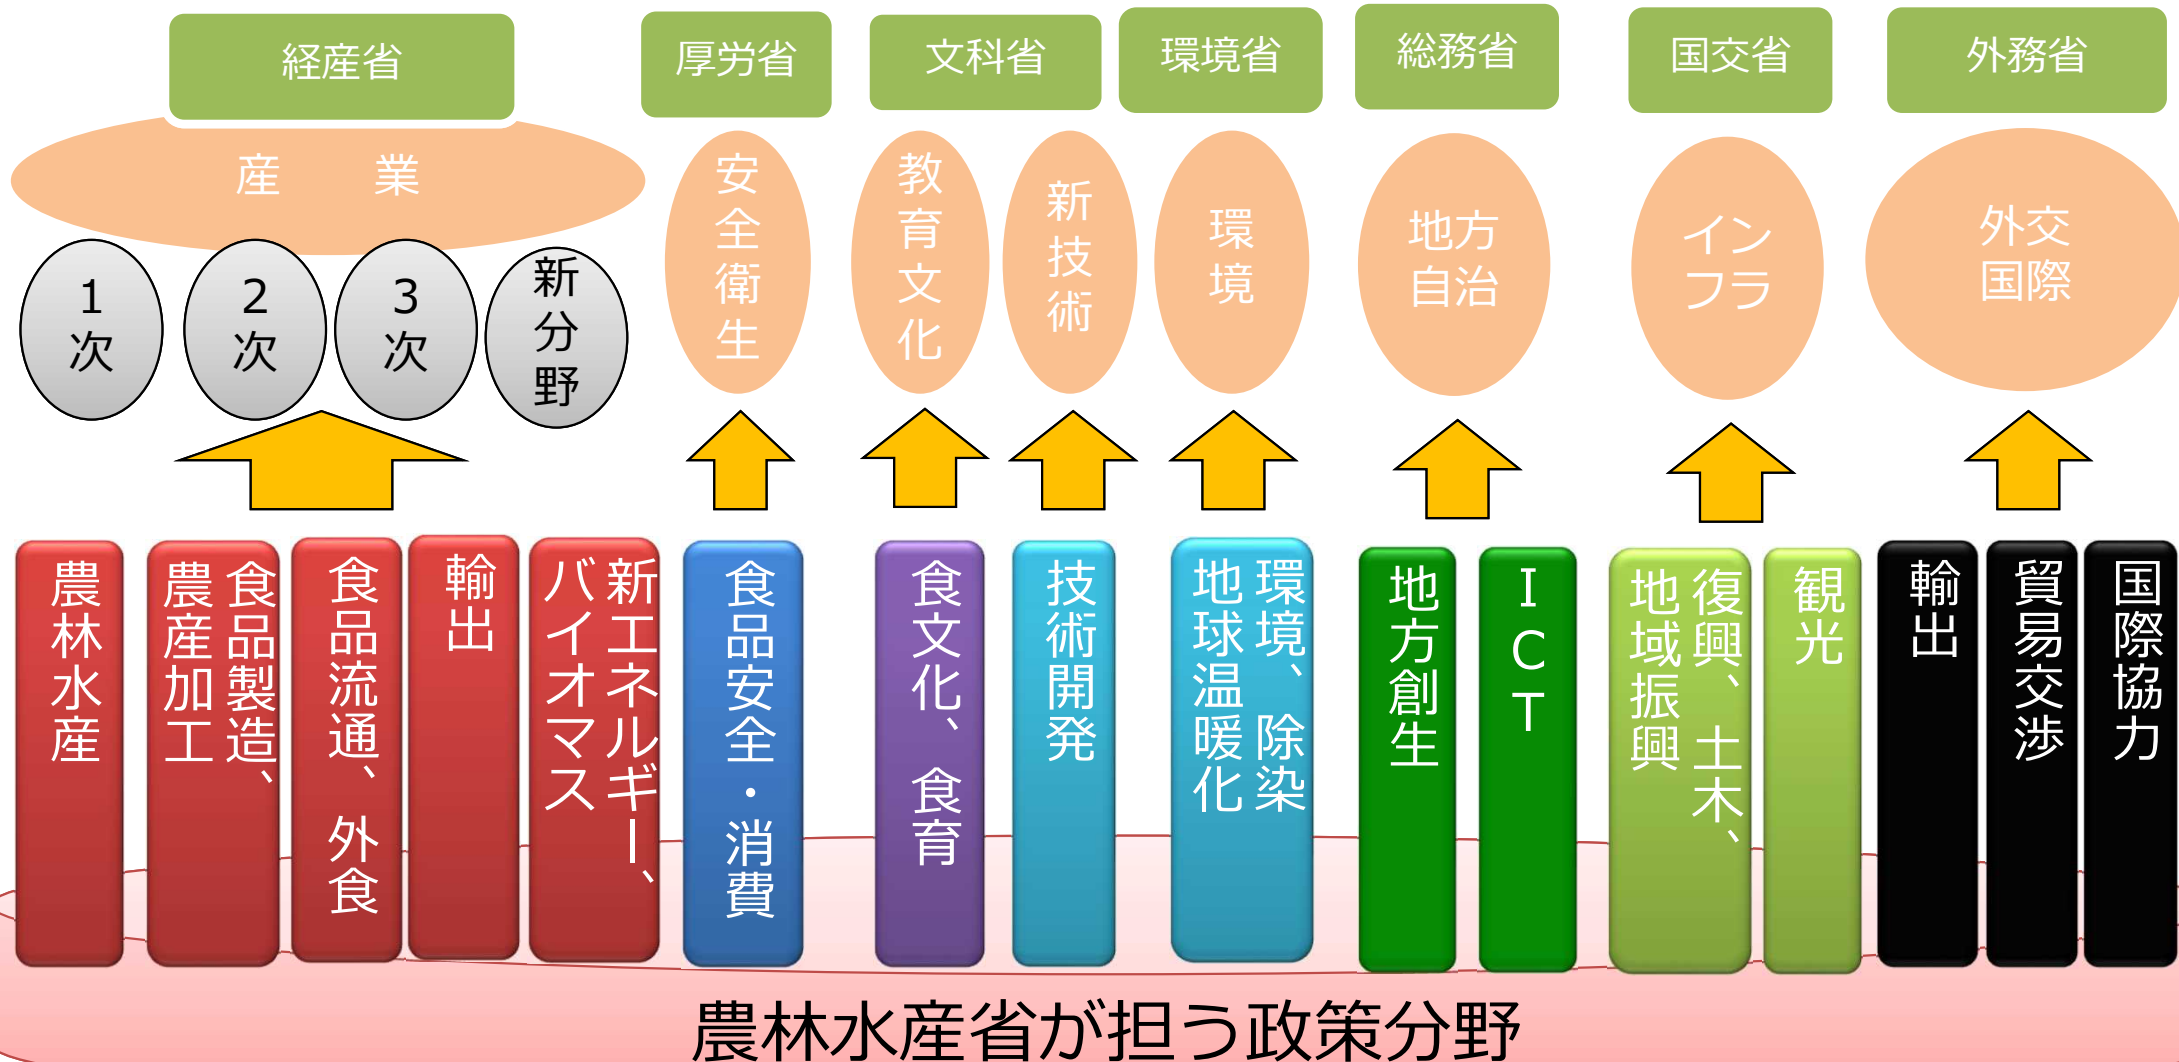 経産省
厚労省
文科省
環境省
総務省
国交省
外務省
産　業
1次
2次
3次
新分野
安全衛生
教育文化
新技術
環境
地方
自治
イン
フラ
外交
国際
農林水産
食品製造、
農産加工
食品流通、外食
輸出
新エネルギー、
バイオマス
食品安全・消費
食文化、食育
技術開発
環境、除染
地球温暖化
地方創生
ICT
復興、土木、
地域振興
観光
輸出
貿易交渉
国際協力
農林水産省が担う政策分野